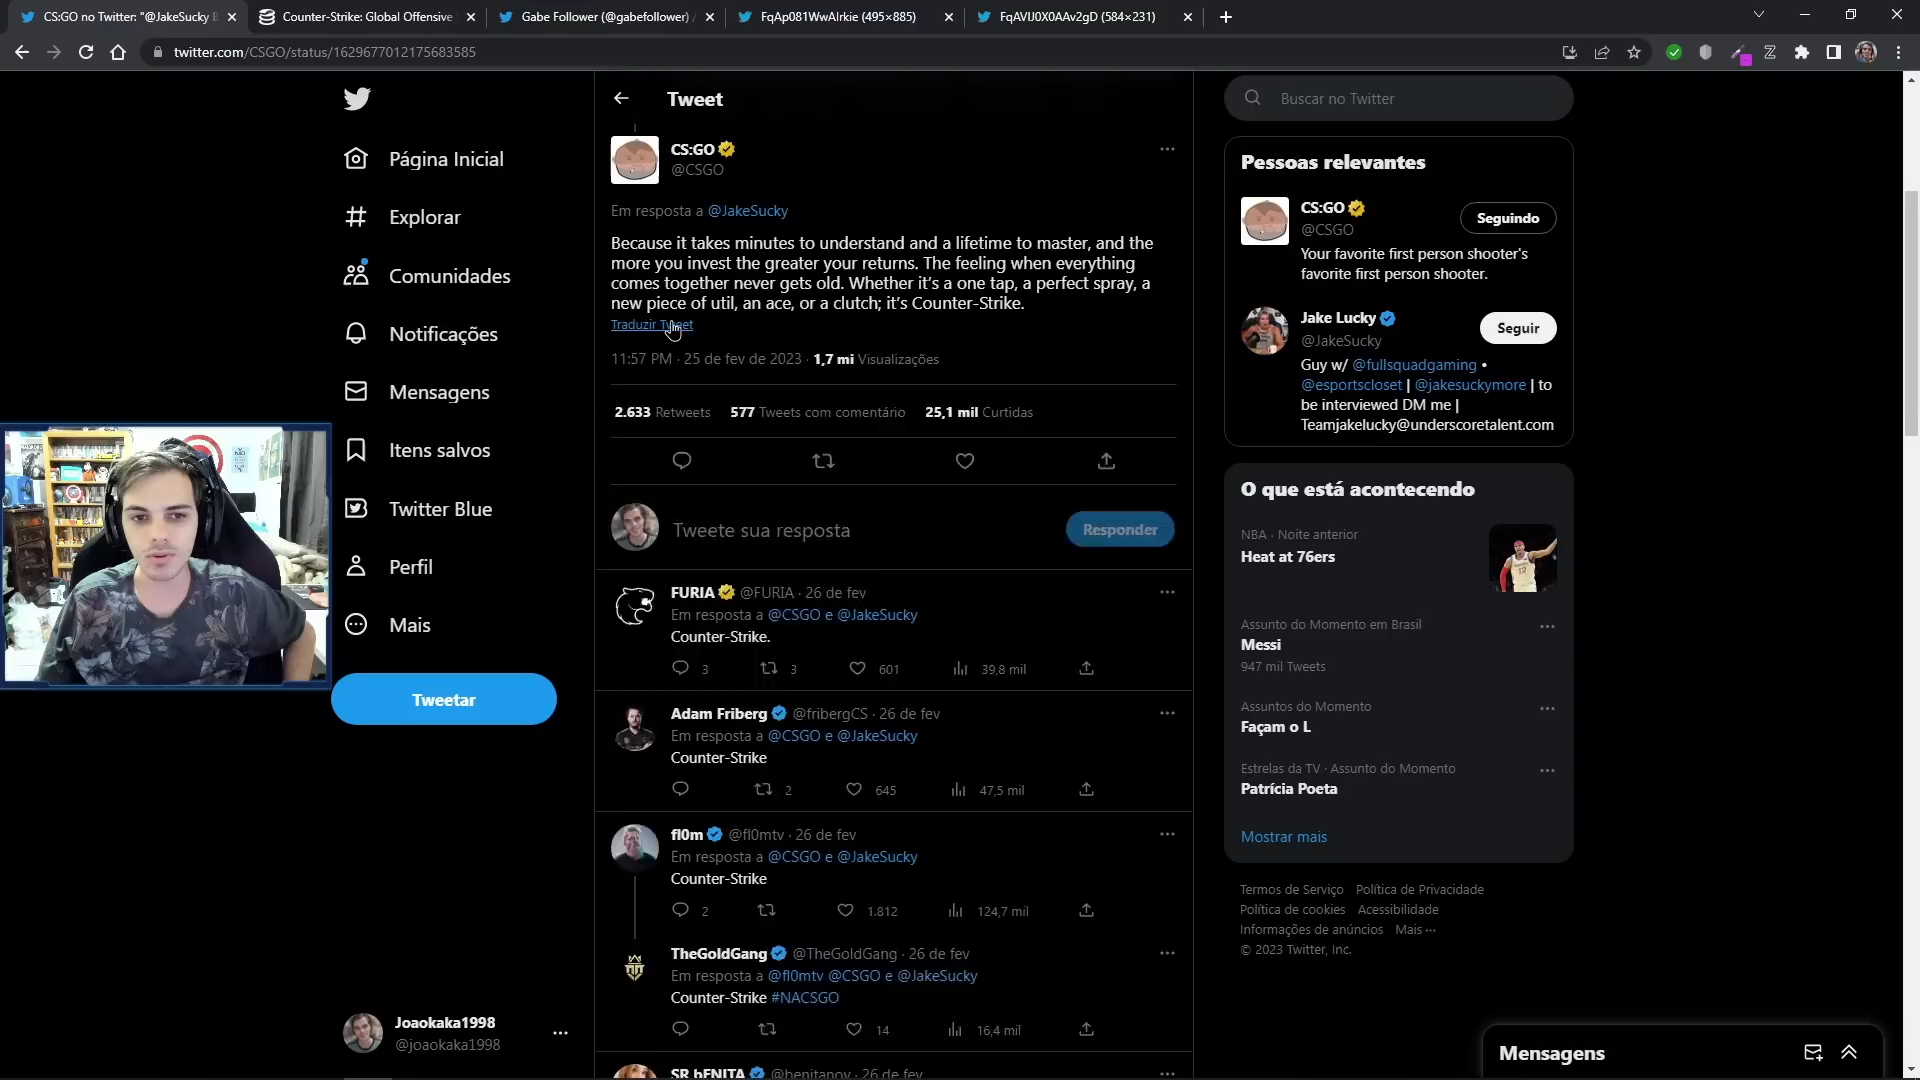 CS:GO no Twitter: "@JakeSucky B
Counter-Strike: Global Offensive
Gabe Follower (@gabefollower) /
FqAp081WwAIrkie (495×885)
FqAVlJ0X0AAv2gD (584×231)
twitter.com/CSGO/status/1629677012175683585
Página Inicial
Explorar
Comunidades
Notificações
Mensagens
Itens salvos
Twitter Blue
Perfil
Mais
Tweetar
Joaokaka1998
@joaokaka1998
Tweet
CS:GO
@CSGO
Em resposta a @JakeSucky
Because it takes minutes to understand and a lifetime to master, and the
more you invest the greater your returns. The feeling when everything
comes together never gets old. Whether it's a one tap, a perfect spray, a
new piece of util, an ace, or a clutch; it's Counter-Strike.
Traduzir Tweet
11:57 PM · 25 de fev de 2023 · 1,7 mi Visualizações
2.633 Retweets 577 Tweets com comentário 25,1 mil Curtidas
Tweete sua resposta
Responder
FURIA @FURIA · 26 de fev
Em resposta a @CSGO e @JakeSucky
Counter-Strike.
3 3 601 39,8 mil
Adam Friberg @fribergCS · 26 de fev
Em resposta a @CSGO e @JakeSucky
Counter-Strike
2 645 47,5 mil
fl0m @fl0mtv · 26 de fev
Em resposta a @CSGO e @JakeSucky
Counter-Strike
2 1.812 124,7 mil
TheGoldGang @TheGoldGang · 26 de fev
Em resposta a @fl0mtv @CSGO e @JakeSucky
Counter-Strike #NACSGO
14 16,4 mil
SR bENITA @benitanov · 26 de fev
Buscar no Twitter
Pessoas relevantes
CS:GO
@CSGO
Seguindo
Your favorite first person shooter's
favorite first person shooter.
Jake Lucky
@JakeSucky
Seguir
Guy w/ @fullsquadgaming •
@esportscloset | @jakesuckymore | to
be interviewed DM me |
Teamjakelucky@underscoretalent.com
O que está acontecendo
NBA · Noite anterior
Heat at 76ers
Assunto do Momento em Brasil
Messi
947 mil Tweets
Assuntos do Momento
Façam o L
Estrelas da TV · Assunto do Momento
Patrícia Poeta
Mostrar mais
Termos de Serviço Política de Privacidade
Política de cookies Acessibilidade
Informações de anúncios Mais ···
© 2023 Twitter, Inc.
Mensagens